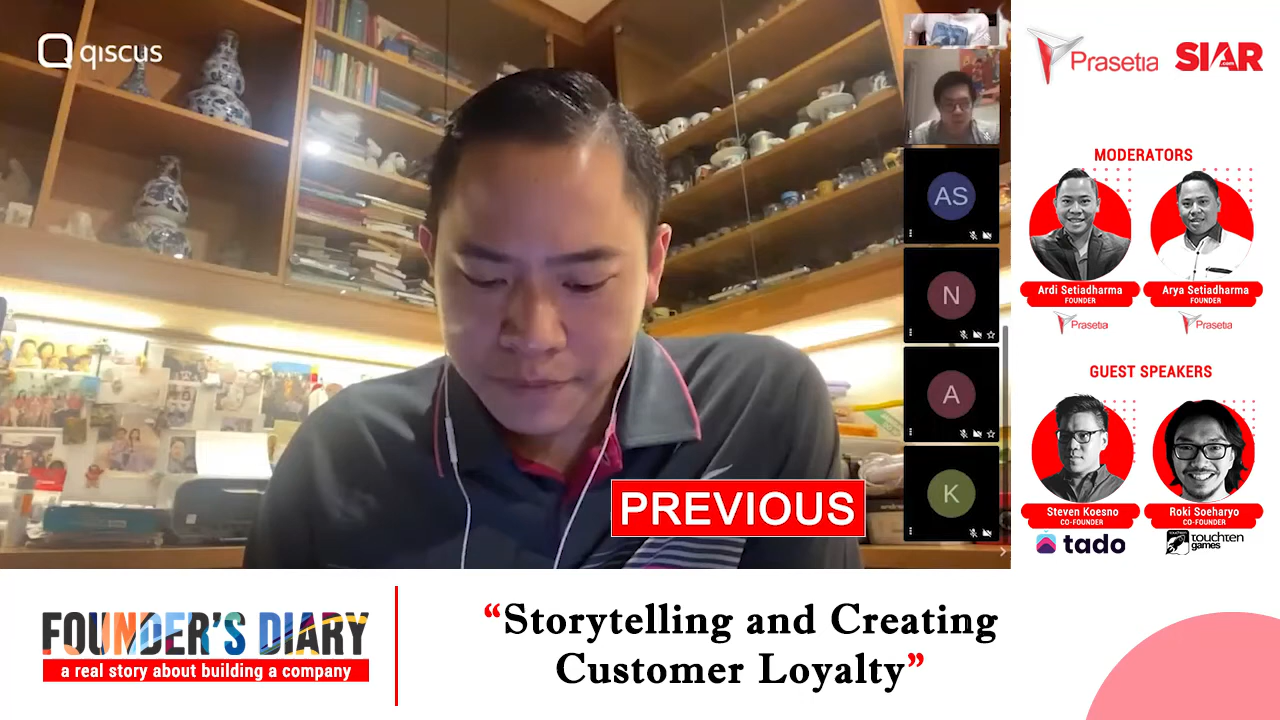 qiscus
AS
N
A
K
PREVIOUS
Prasetia
SIAR
MODERATORS
Ardi Setiadharma
FOUNDER
Prasetia
Arya Setiadharma
FOUNDER
Prasetia
GUEST SPEAKERS
Steven Koesno
CO-FOUNDER
tado
Roki Soeharyo
CO-FOUNDER
touchten
games
FOUNDER'S DIARY
a real story about building a company
“Storytelling and Creating
Customer Loyalty”